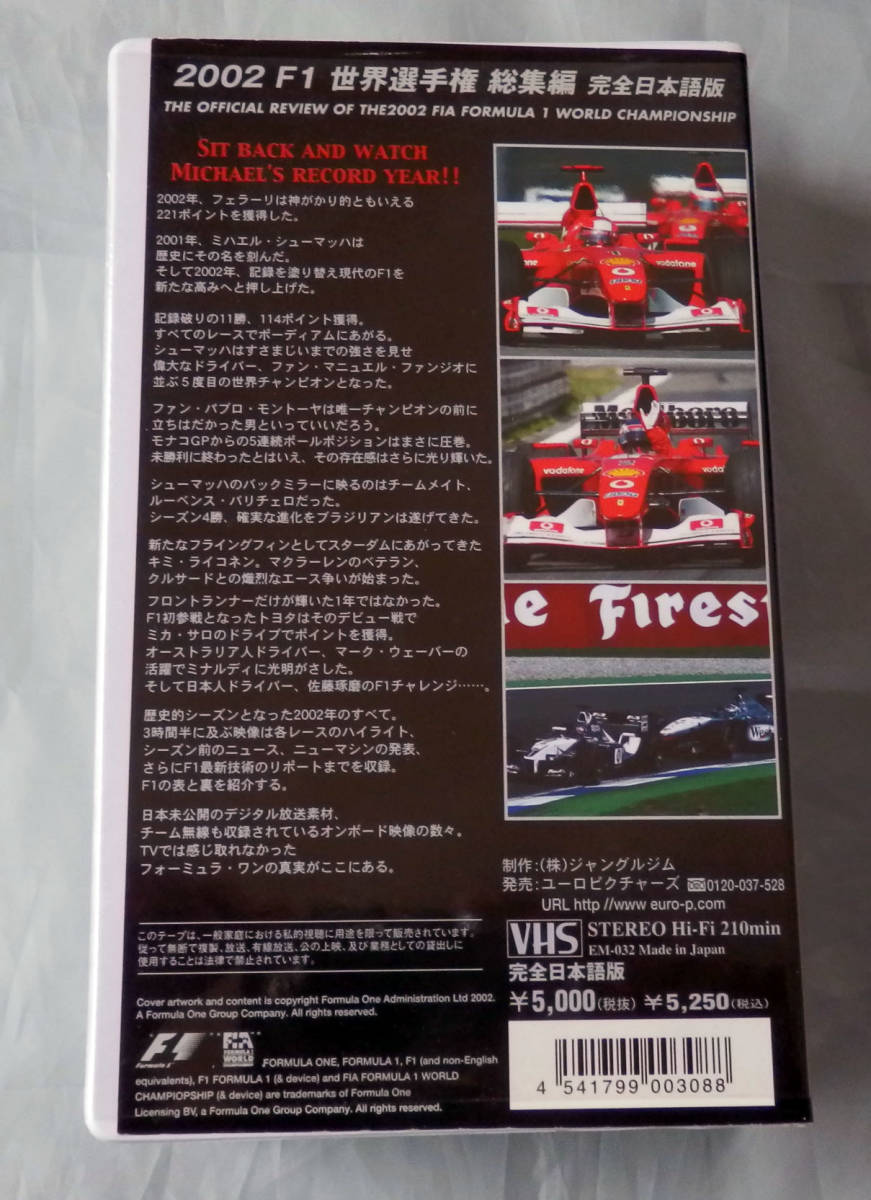 2002 F1 世界選手権 総集編 完全日本語版
THE OFFICIAL REVIEW OF THE2002 FIA FORMULA 1 WORLD CHAMPIONSHIP
SIT BACK AND WATCH
MICHAEL'S RECORD YEAR!!
2002年、フェラーリは神がかり的ともいえる
221ポイントを獲得した。
2001年、ミハエル・シューマッハは
歴史にその名を刻んだ。
そして2002年、記録を塗り替え現代のF1を
新たな高みへと押し上げた。
記録破りの11勝、114ポイント獲得。
すべてのレースでポーディアムにあがる。
シューマッハはすさまじいまでの強さを見せ
偉大なドライバー、ファン・マニュエル・ファンジオに
並ぶ5度目の世界チャンピオンとなった。
ファン・パブロ・モントーヤは唯一チャンピオンの前に
立ちはだかった男といっていいだろう。
モナコGPからの5連続ポールポジションはまさに圧巻。
未勝利に終わったとはいえ、その存在感はさらに光り輝いた。
シューマッハのバックミラーに映るのはチームメイト、
ルーベンス・バリチェロだった。
シーズン4勝、確実な進化をブラジリアンは遂げてきた。
新たなフライングフィンとしてスターダムにあがってきた
キミ・ライコネン。マクラーレンのベテラン、
クルサードとの熾烈なエース争いが始まった。
フロントランナーだけが輝いた1年ではなかった。
F1初参戦となったトヨタはそのデビュー戦で
ミカ・サロのドライブでポイントを獲得。
オーストラリア人ドライバー、マーク・ウェーバーの
活躍でミナルディに光明がさした。
そして日本人ドライバー、佐藤琢磨のF1チャレンジ……。
歴史的シーズンとなった2002年のすべて。
3時間半に及ぶ映像は各レースのハイライト、
シーズン前のニュース、ニューマシンの発表、
さらにF1最新技術のリポートまでを収録。
F1の表と裏を紹介する。
日本未公開のデジタル放送素材、
チーム無線も収録されているオンボード映像の数々。
TVでは感じ取れなかった
フォーミュラ・ワンの真実がここにある。
このテープは、一般家庭における私的視聴に用途を限って販売されています。
従って無断で複製、放送、有線放送、公の上映、及び業務としての貸出しに
使用することは法律で禁止されています。
Cover artwork and content is copyright Formula One Administration Ltd 2002.
A Formula One Group Company. All rights reserved.
F1
Formula 1
FIA
FORMULA 1
WORLD
CHAMPIONSHIP
FORMULA ONE, FORMULA 1, F1 (and non-English
equivalents), F1 FORMULA 1 (& device) and FIA FORMULA 1 WORLD
CHAMPIOPSHIP (& device) are trademarks of Formula One
Licensing BV, a Formula One Group Company. All rights reserved.
vodafone
vodafone
Marlboro
vodafone
voda
e Firest
West
制作:(株)ジャングルジム
発売:ユーロピクチャーズ 0120-037-528
URL http //www euro-p.com
VHS STEREO Hi-Fi 210min
EM-032 Made in Japan
完全日本語版
¥5,000(税抜) ¥5,250(税込)
4 541799 003088